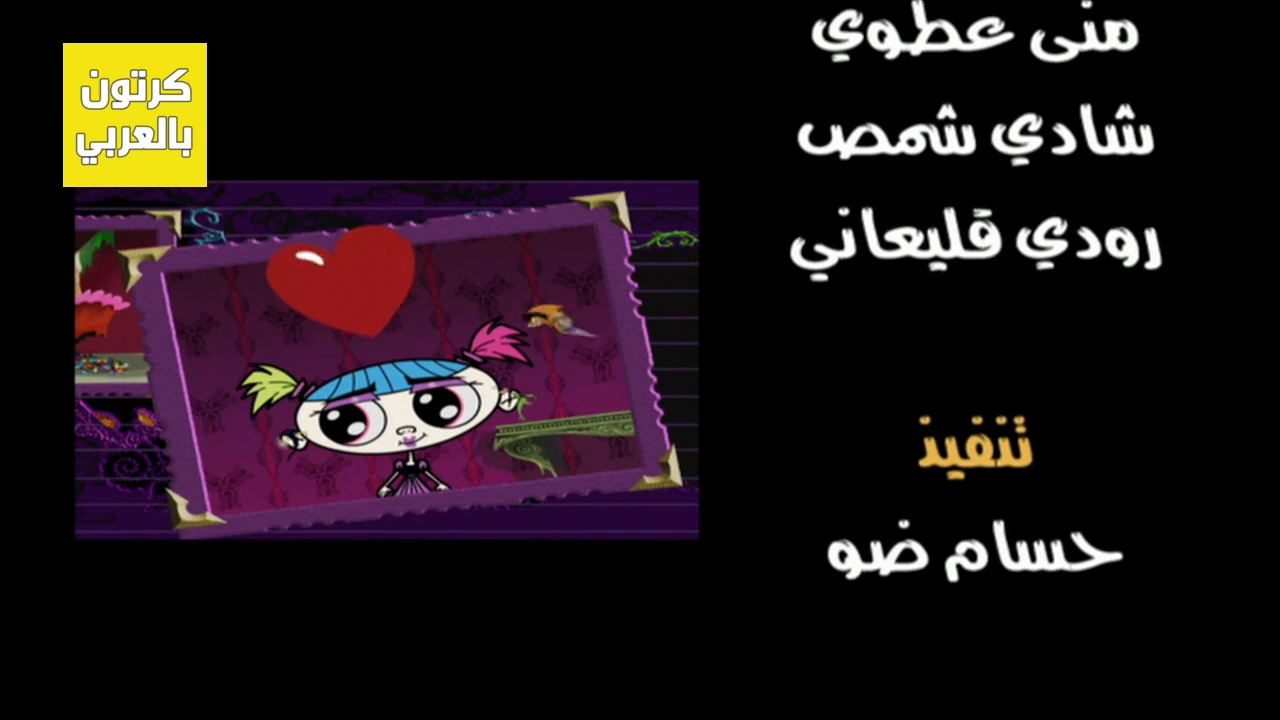 كرتون
بالعربي
منى عطوي
شادي شمص
رودي قليعاني
تنفيذ
حسام ضو